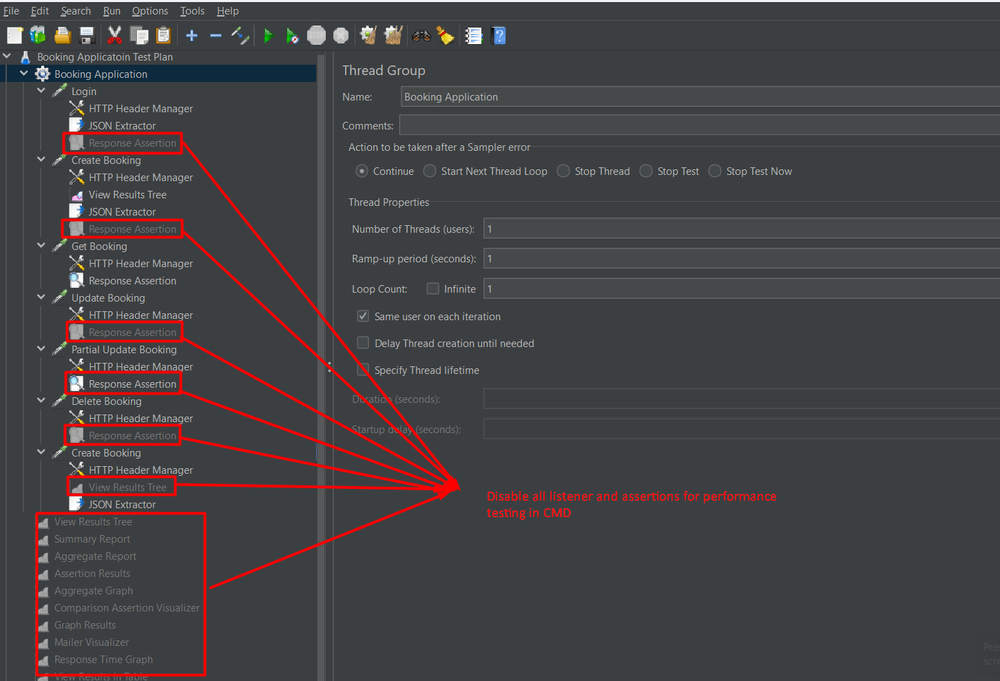 File Edit Search Run Options Tools Help
STOP
Booking Applicatoin Test Plan
Booking Application
Login
HTTP Header Manager
JSON Extractor
Response Assertion
Create Booking
HTTP Header Manager
View Results Tree
JSON Extractor
Response Assertion
Get Booking
HTTP Header Manager
Response Assertion
Update Booking
HTTP Header Manager
Response Assertion
Partial Update Booking
HTTP Header Manager
Response Assertion
Delete Booking
HTTP Header Manager
Response Assertion
Create Booking
HTTP Header Manager
View Results Tree
JSON Extractor
View Results Tree
Summary Report
Aggregate Report
Assertion Results
Aggregate Graph
Comparison Assertion Visualizer
Graph Results
Mailer Visualizer
Response Time Graph
View Results in Table
Thread Group
Name: Booking Application
Comments:
Action to be taken after a Sampler error
Continue Start Next Thread Loop Stop Thread Stop Test Stop Test Now
Thread Properties
Number of Threads (users): 1
Ramp-up period (seconds): 1
Loop Count: Infinite 1
Same user on each iteration
Delay Thread creation until needed
Specify Thread lifetime
Duration (seconds):
Startup delay (seconds):
Disable all listener and assertions for performance
testing in CMD